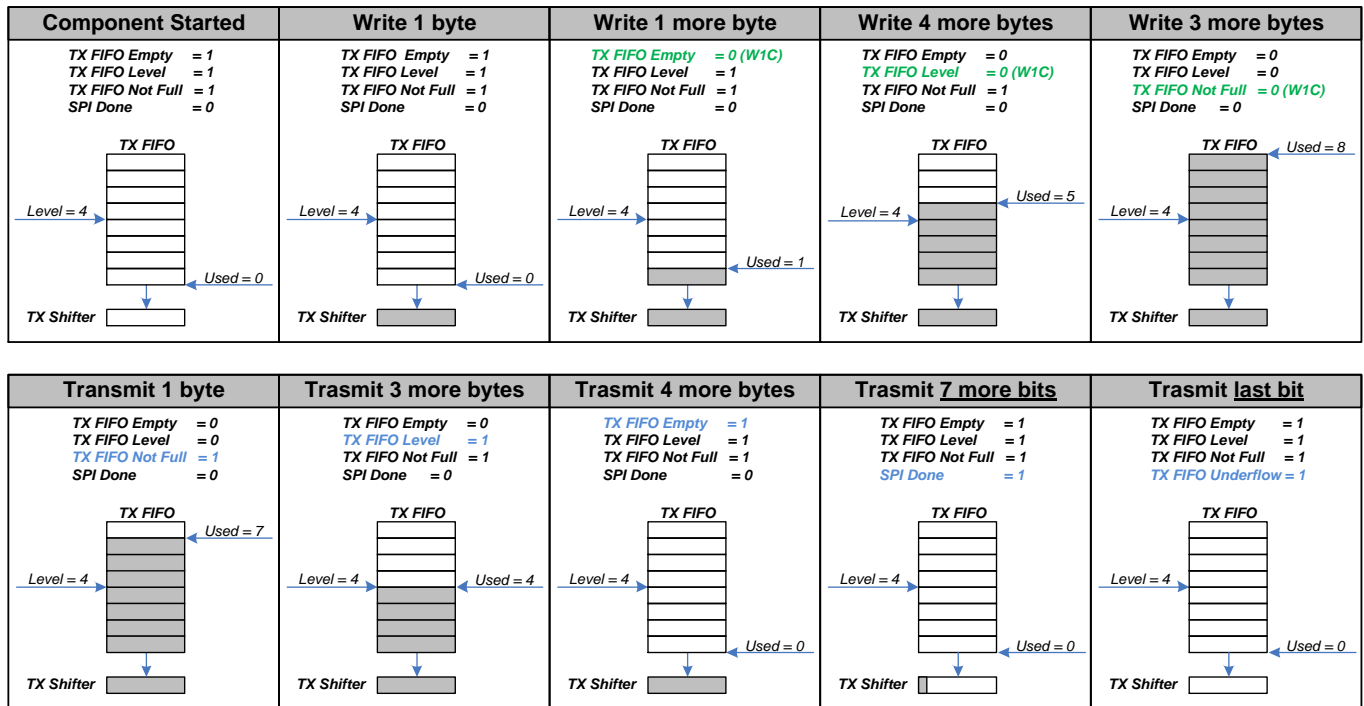 Component Started
TX FIFO Empty = 1
TX FIFO Level = 1
TX FIFO Not Full = 1
SPI Done = 0
TX FIFO
Level = 4
Used = 0
TX Shifter
Write 1 byte
TX FIFO Empty = 1
TX FIFO Level = 1
TX FIFO Not Full = 1
SPI Done = 0
TX FIFO
Level = 4
Used = 0
TX Shifter
Write 1 more byte
TX FIFO Empty = 0 (W1C)
TX FIFO Level = 1
TX FIFO Not Full = 1
SPI Done = 0
TX FIFO
Level = 4
Used = 1
TX Shifter
Write 4 more bytes
TX FIFO Empty = 0
TX FIFO Level = 0 (W1C)
TX FIFO Not Full = 1
SPI Done = 0
TX FIFO
Used = 5
Level = 4
TX Shifter
Write 3 more bytes
TX FIFO Empty = 0
TX FIFO Level = 0
TX FIFO Not Full = 0 (W1C)
SPI Done = 0
TX FIFO
Used = 8
Level = 4
TX Shifter
Transmit 1 byte
TX FIFO Empty = 0
TX FIFO Level = 0
TX FIFO Not Full = 1
SPI Done = 0
TX FIFO
Used = 7
Level = 4
TX Shifter
Trasmit 3 more bytes
TX FIFO Empty = 0
TX FIFO Level = 1
TX FIFO Not Full = 1
SPI Done = 0
TX FIFO
Level = 4
Used = 4
TX Shifter
Trasmit 4 more bytes
TX FIFO Empty = 1
TX FIFO Level = 1
TX FIFO Not Full = 1
SPI Done = 0
TX FIFO
Level = 4
Used = 0
TX Shifter
Trasmit 7 more bits
TX FIFO Empty = 1
TX FIFO Level = 1
TX FIFO Not Full = 1
SPI Done = 1
TX FIFO
Level = 4
Used = 0
TX Shifter
Trasmit last bit
TX FIFO Empty = 1
TX FIFO Level = 1
TX FIFO Not Full = 1
TX FIFO Underflow = 1
TX FIFO
Level = 4
Used = 0
TX Shifter